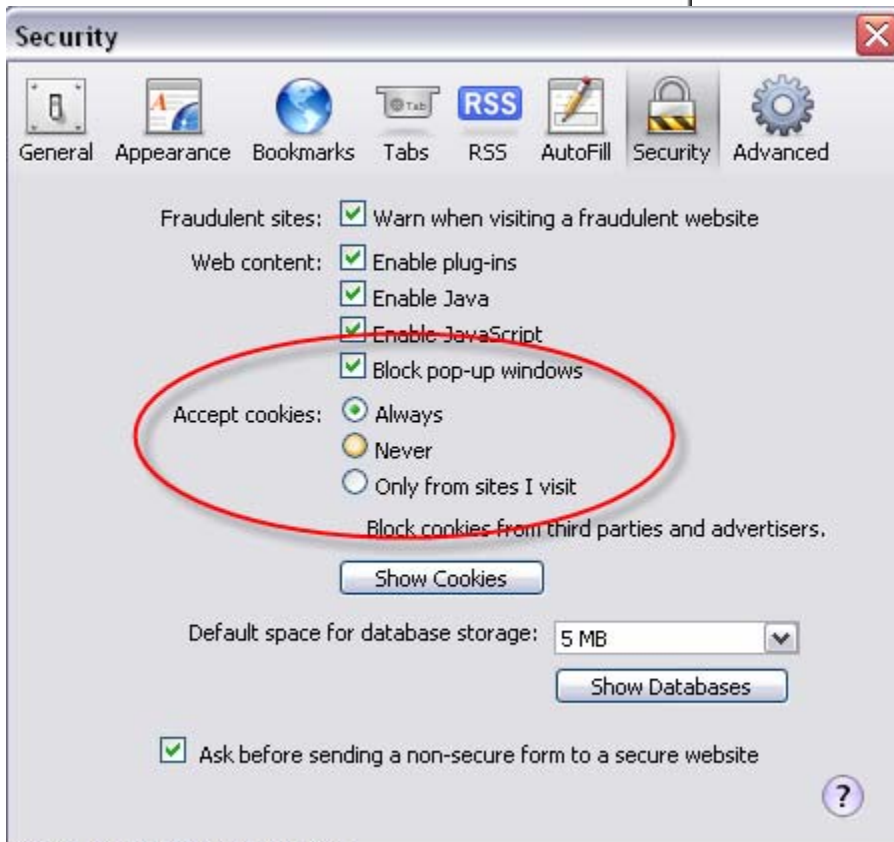 Security
General Appearance Bookmarks Tabs RSS AutoFill Security Advanced
Fraudulent sites: Warn when visiting a fraudulent website
Web content: Enable plug-ins
Enable Java
Enable JavaScript
Block pop-up windows
Accept cookies: Always
Never
Only from sites I visit
Block cookies from third parties and advertisers.
Show Cookies
Default space for database storage: 5 MB
Show Databases
Ask before sending a non-secure form to a secure website
?